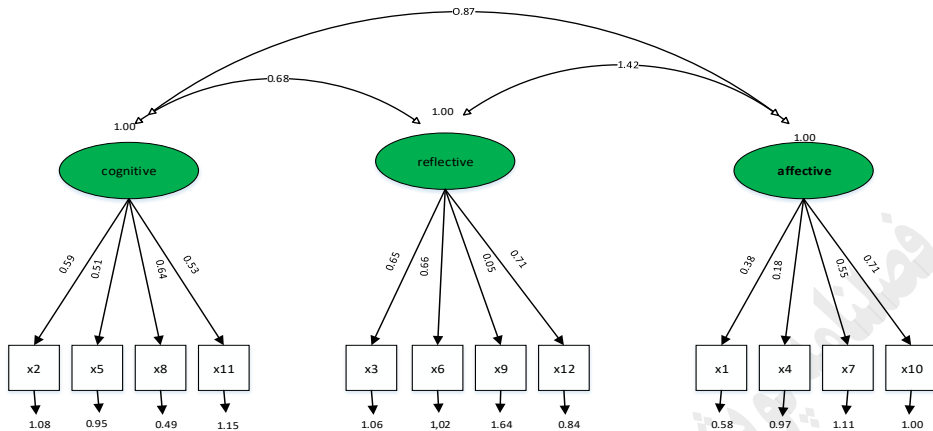 0.87
0.68
1.42
1.00
1.00
1.00
cognitive
reflective
affective
0.59
0.51
0.64
0.53
0.65
0.66
0.05
0.71
0.38
0.18
0.55
0.71
x2
x5
x8
x11
x3
x6
x9
x12
x1
x4
x7
x10
1.08
0.95
0.49
1.15
1.06
1,02
1.64
0.84
0.58
0.97
1.11
1.00